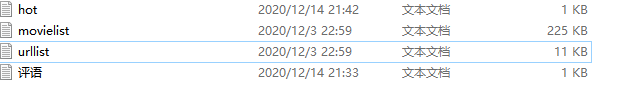 hot 2020/12/14 21:42 文本文档 1 KB
movielist 2020/12/3 22:59 文本文档 225 KB
urllist 2020/12/3 22:59 文本文档 11 KB
评语 2020/12/14 21:33 文本文档 1 KB